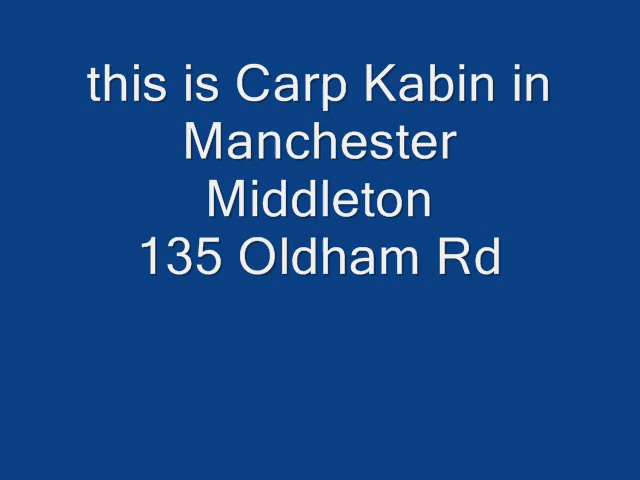 this is Carp Kabin in
Manchester
Middleton
135 Oldham Rd